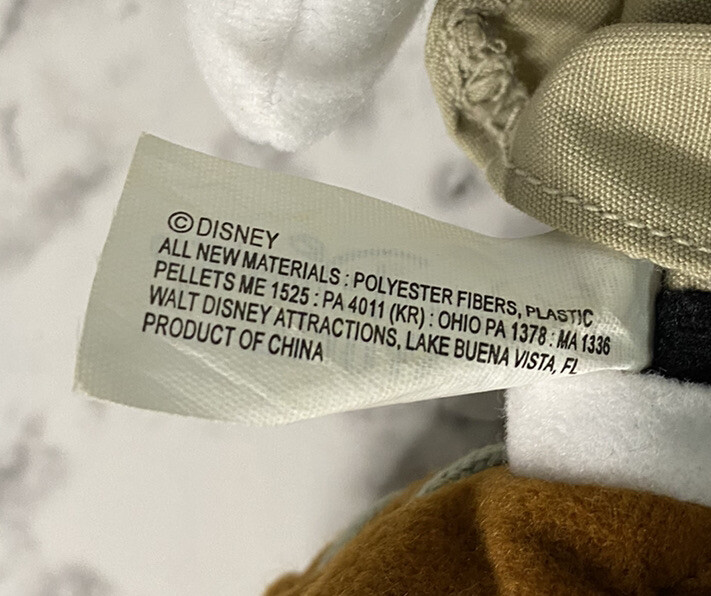 ©DISNEY
ALL NEW MATERIALS : POLYESTER FIBERS, PLASTIC
PELLETS ME 1525 : PA 4011 (KR) : OHIO PA 1378 : MA 1336
WALT DISNEY ATTRACTIONS, LAKE BUENA VISTA, FL
PRODUCT OF CHINA